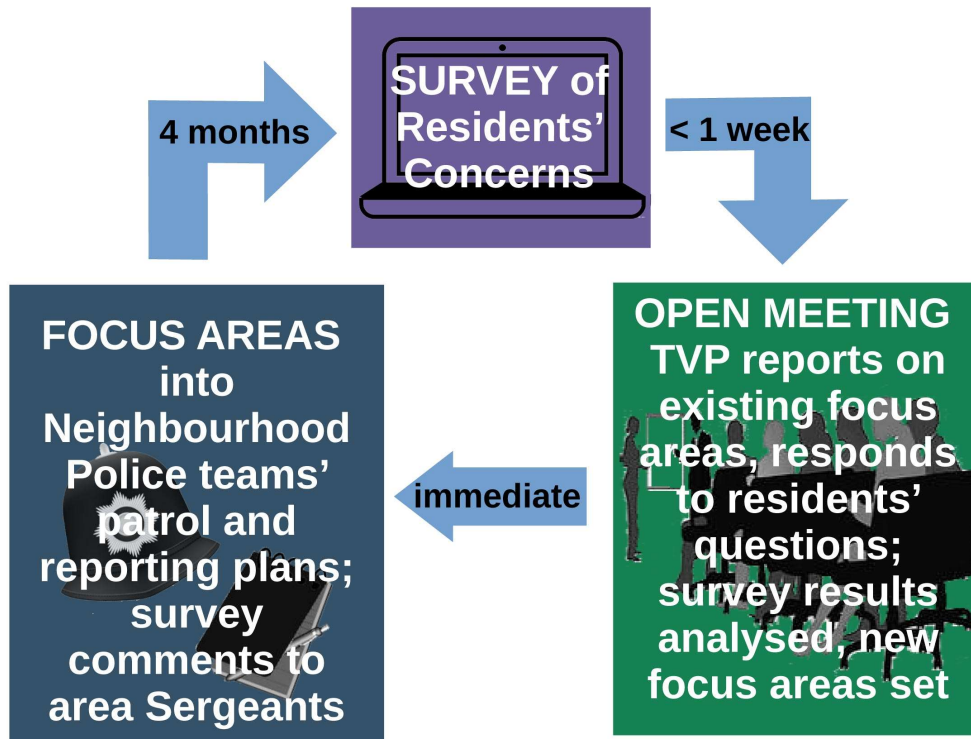 SURVEY of
Residents’
Concerns
4 months
< 1 week
OPEN MEETING
TVP reports on
existing focus
areas, responds
to residents’
questions;
survey results
analysed, new
focus areas set
immediate
FOCUS AREAS
into
Neighbourhood
Police teams’
patrol and
reporting plans;
survey
comments to
area Sergeants